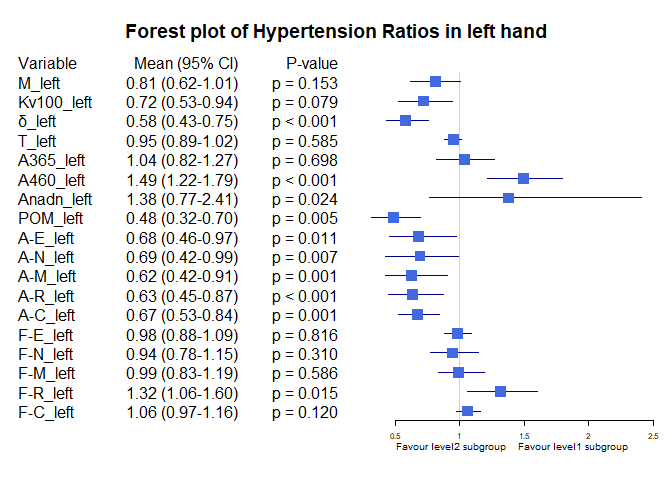 Forest plot of Hypertension Ratios in left hand
Variable Mean (95% CI) P-value
M_left 0.81 (0.62-1.01) p = 0.153
Kv100_left 0.72 (0.53-0.94) p = 0.079
δ_left 0.58 (0.43-0.75) p < 0.001
T_left 0.95 (0.89-1.02) p = 0.585
A365_left 1.04 (0.82-1.27) p = 0.698
A460_left 1.49 (1.22-1.79) p < 0.001
Anadn_left 1.38 (0.77-2.41) p = 0.024
POM_left 0.48 (0.32-0.70) p = 0.005
A-E_left 0.68 (0.46-0.97) p = 0.011
A-N_left 0.69 (0.42-0.99) p = 0.007
A-M_left 0.62 (0.42-0.91) p = 0.001
A-R_left 0.63 (0.45-0.87) p < 0.001
A-C_left 0.67 (0.53-0.84) p = 0.001
F-E_left 0.98 (0.88-1.09) p = 0.816
F-N_left 0.94 (0.78-1.15) p = 0.310
F-M_left 0.99 (0.83-1.19) p = 0.586
F-R_left 1.32 (1.06-1.60) p = 0.015
F-C_left 1.06 (0.97-1.16) p = 0.120
0.5 1 1.5 2 2.5
Favour level2 subgroup Favour level1 subgroup